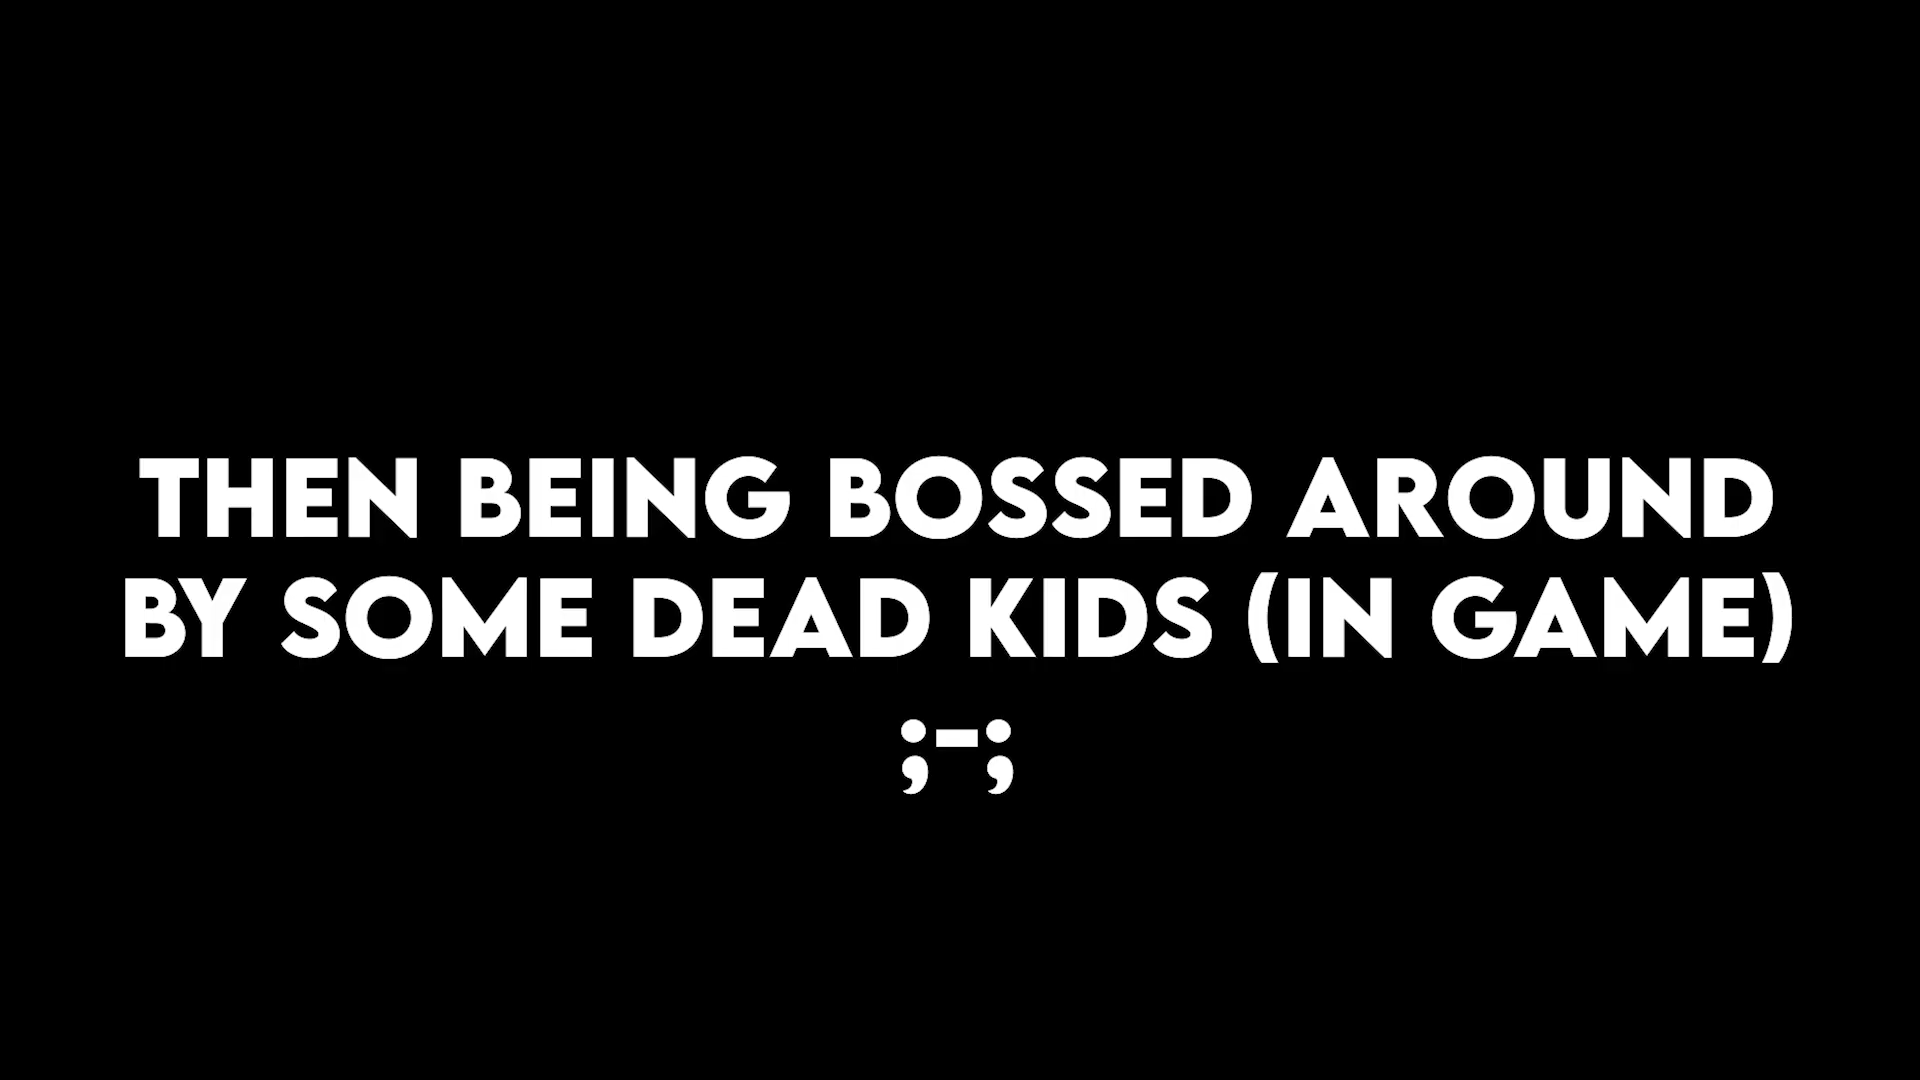 THEN BEING BOSSED AROUND
BY SOME DEAD KIDS (IN GAME)
;-;